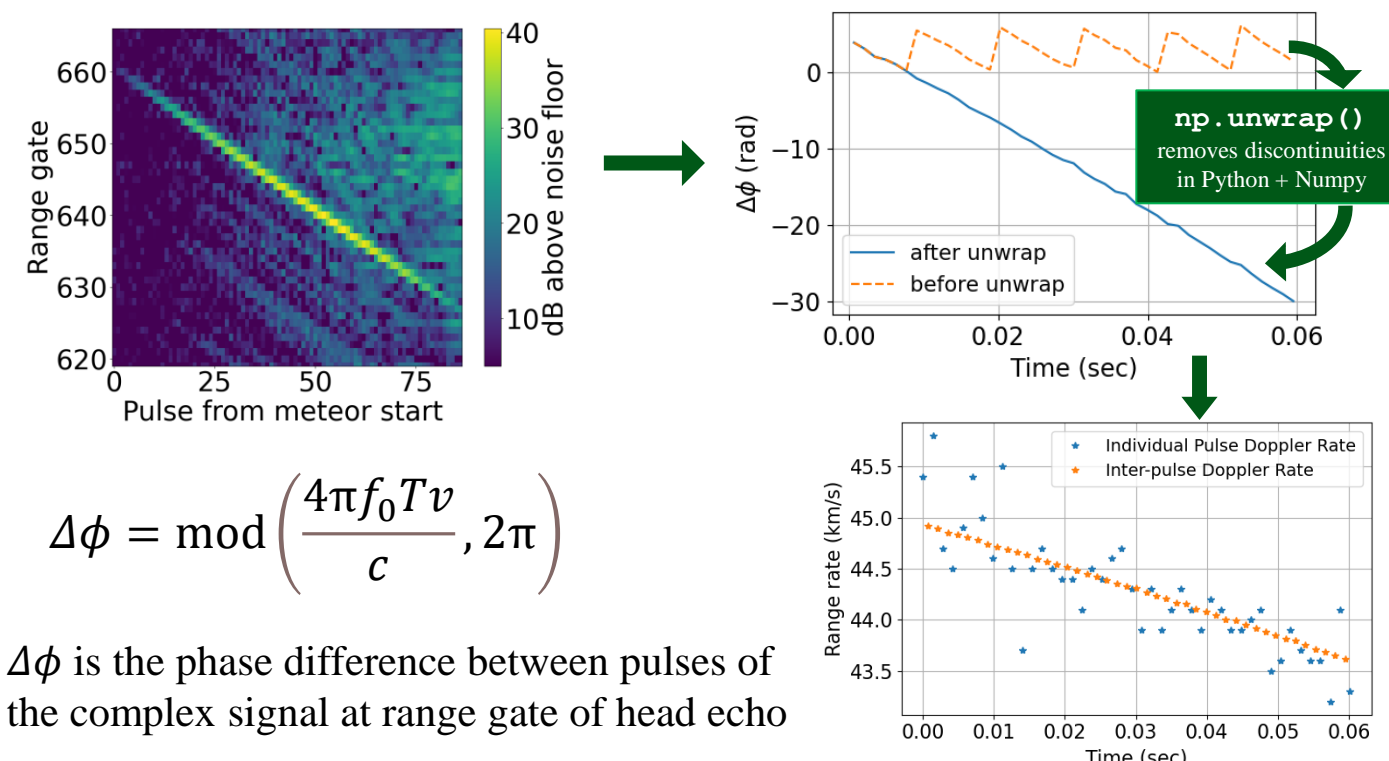 660
650
640
630
620
0
25
50
75
Range gate
Pulse from meteor start
40
30
20
10
dB above noise floor
0
−10
−20
−30
Δϕ (rad)
after unwrap
before unwrap
0.00
0.02
0.04
0.06
Time (sec)
np.unwrap()
removes discontinuities
in Python + Numpy
Δϕ = mod(4πf₀Tv/c, 2π)
Δϕ is the phase difference between pulses of
the complex signal at range gate of head echo
45.5
45.0
44.5
44.0
43.5
Range rate (km/s)
Individual Pulse Doppler Rate
Inter-pulse Doppler Rate
0.00
0.01
0.02
0.03
0.04
0.05
0.06
Time (sec)